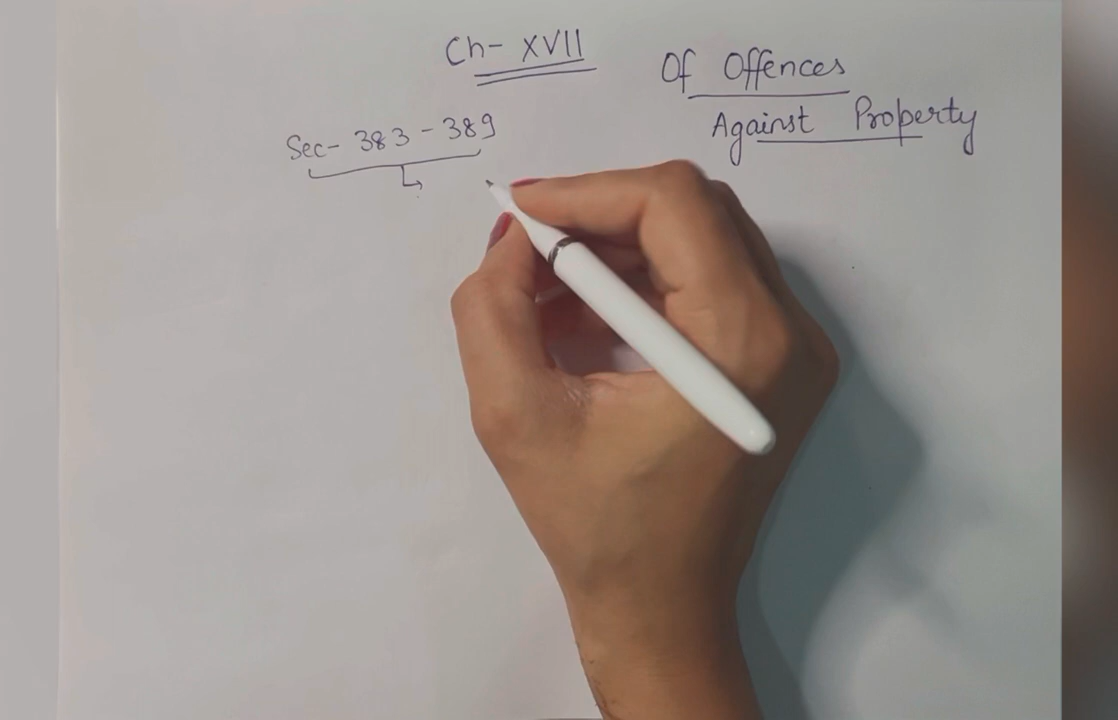 Ch- XVII
Of Offences
Against Property
Sec- 383 - 389